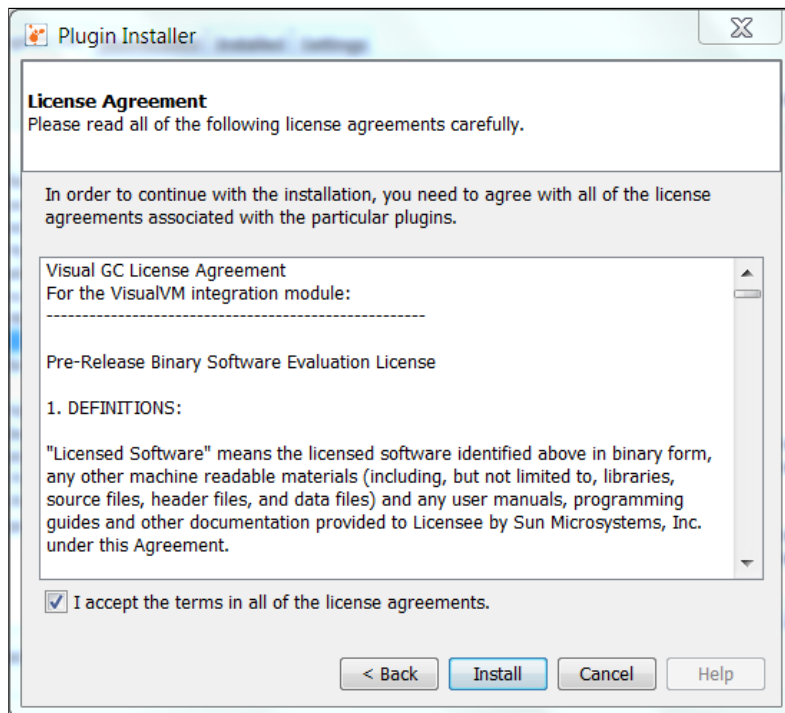 Plugin Installer
Installed Settings
License Agreement
Please read all of the following license agreements carefully.
In order to continue with the installation, you need to agree with all of the license
agreements associated with the particular plugins.
Visual GC License Agreement
For the VisualVM integration module:
-----------------------------------------------------
Pre-Release Binary Software Evaluation License
1. DEFINITIONS:
"Licensed Software" means the licensed software identified above in binary form,
any other machine readable materials (including, but not limited to, libraries,
source files, header files, and data files) and any user manuals, programming
guides and other documentation provided to Licensee by Sun Microsystems, Inc.
under this Agreement.
I accept the terms in all of the license agreements.
< Back Install Cancel Help